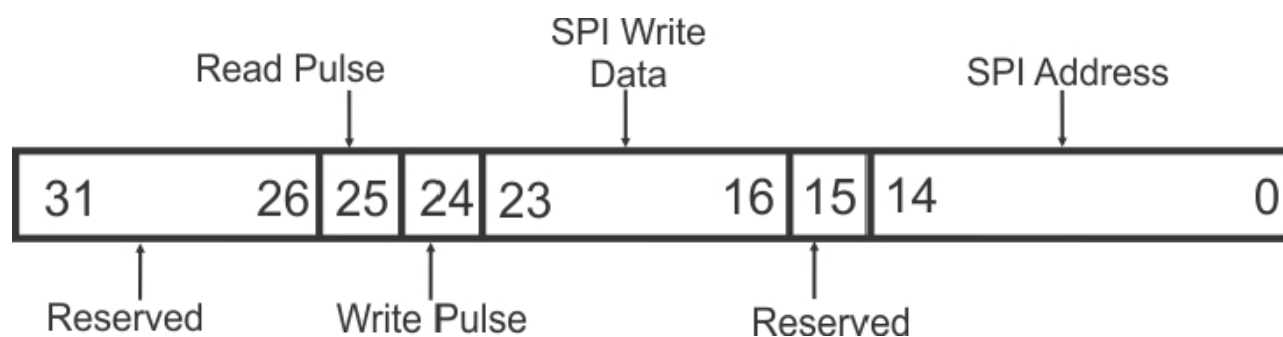 SPI Write
Data
Read Pulse
SPI Address
31 26 25 24 23 16 15 14 0
Reserved
Write Pulse
Reserved